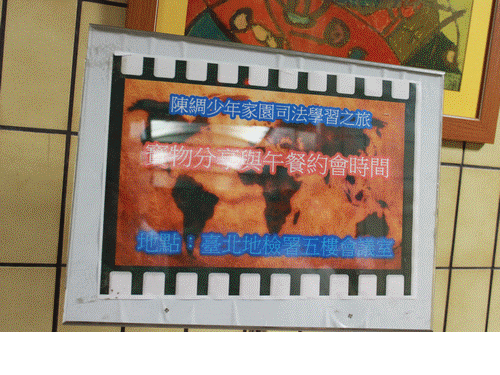 陳綢少年家園司法學習之旅
寶物分享與午餐約會時間
地點：臺北地檢署五樓會議室